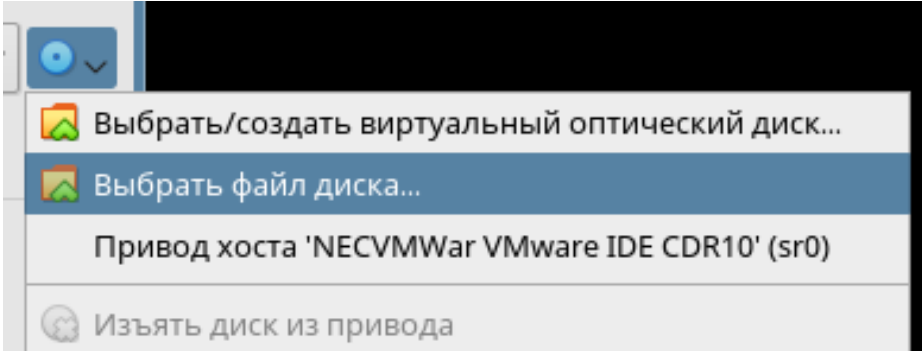 Выбрать/создать виртуальный оптический диск...
Выбрать файл диска...
Привод хоста 'NECVMWar VMware IDE CDR10' (sr0)
Изъять диск из привода